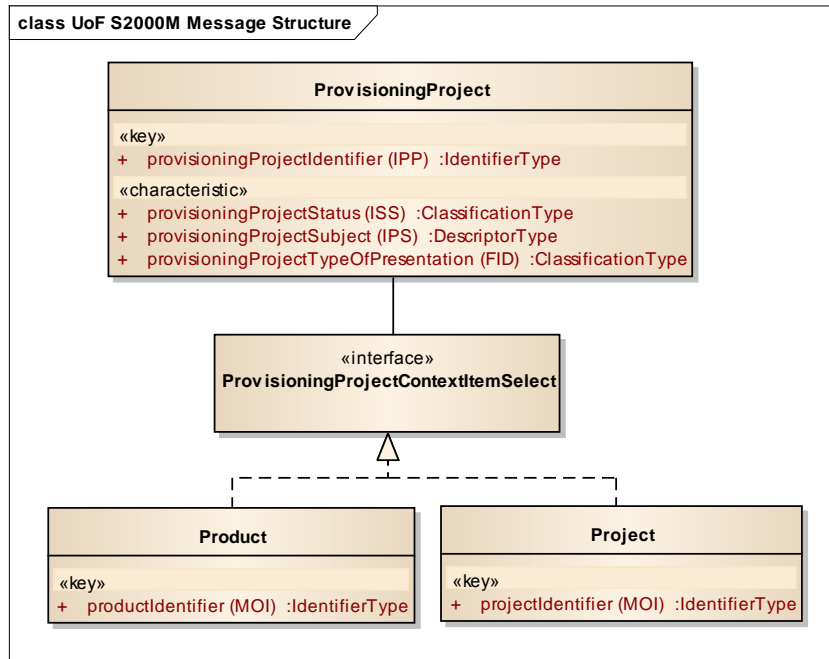 class UoF S2000M Message Structure
ProvisioningProject
«key»
+ provisioningProjectIdentifier (IPP) :IdentifierType
«characteristic»
+ provisioningProjectStatus (ISS) :ClassificationType
+ provisioningProjectSubject (IPS) :DescriptorType
+ provisioningProjectTypeOfPresentation (FID) :ClassificationType
«interface»
ProvisioningProjectContextItemSelect
Product
«key»
+ productIdentifier (MOI) :IdentifierType
Project
«key»
+ projectIdentifier (MOI) :IdentifierType